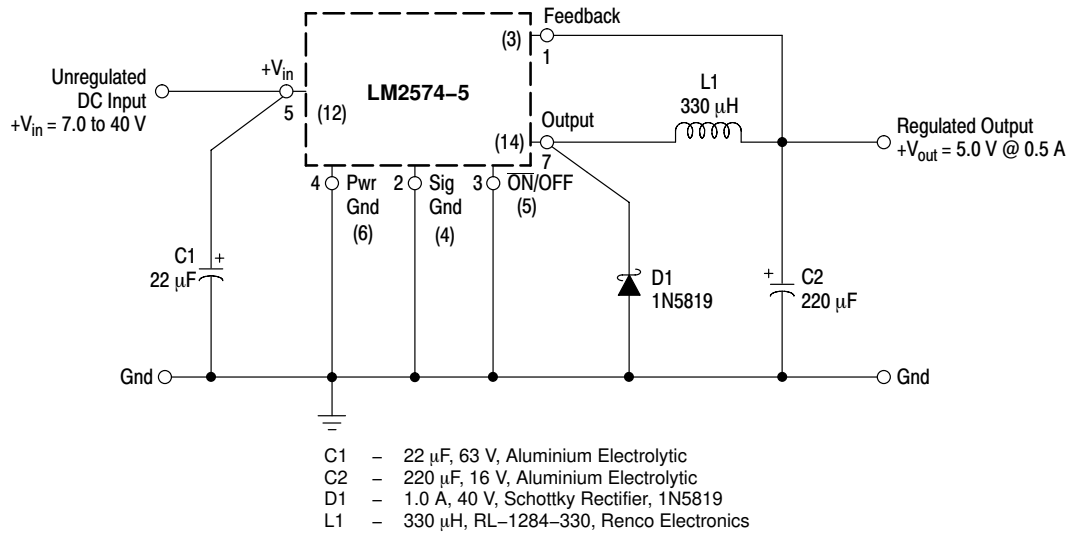 Feedback
(3)
1
+Vin
Unregulated
DC Input
+Vin = 7.0 to 40 V
5
(12)
LM2574−5
L1
330 μH
Output
(14)
7
Regulated Output
+Vout = 5.0 V @ 0.5 A
4
Pwr
Gnd
(6)
2
Sig
Gnd
(4)
3
ON/OFF
(5)
C1
22 μF
+
D1
1N5819
+
C2
220 μF
Gnd
Gnd
C1 – 22 μF, 63 V, Aluminium Electrolytic
C2 – 220 μF, 16 V, Aluminium Electrolytic
D1 – 1.0 A, 40 V, Schottky Rectifier, 1N5819
L1 – 330 μH, RL−1284−330, Renco Electronics